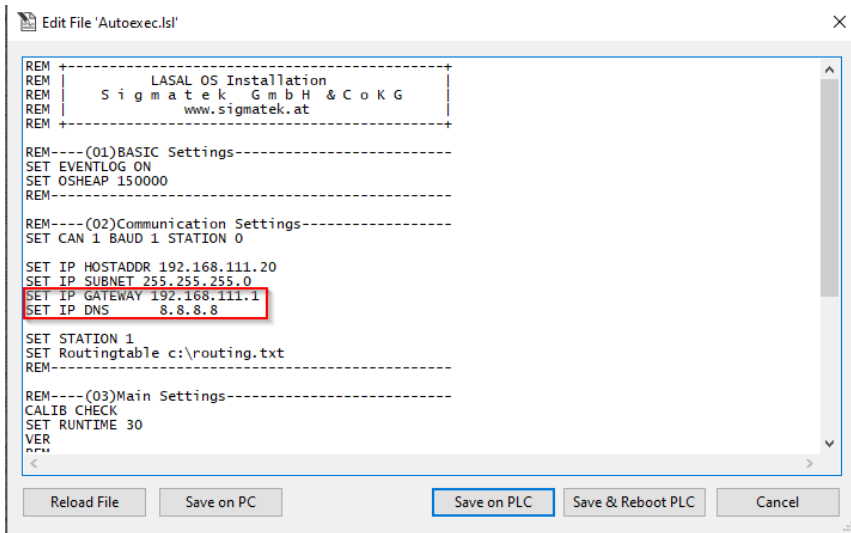 Edit File 'Autoexec.lsl'
REM +--------------------------------------------+
REM |          LASAL OS Installation             |
REM |    S i g m a t e k   G m b H  & C o K G    |
REM |              www.sigmatek.at               |
REM +--------------------------------------------+
REM----(01)BASIC Settings-------------------------
SET EVENTLOG ON
SET OSHEAP 150000
REM----------------------------------------------
REM----(02)Communication Settings-----------------
SET CAN 1 BAUD 1 STATION 0
SET IP HOSTADDR 192.168.111.20
SET IP SUBNET 255.255.255.0
SET IP GATEWAY 192.168.111.1
SET IP DNS      8.8.8.8
SET STATION 1
SET Routingtable c:\routing.txt
REM----------------------------------------------
REM----(03)Main Settings--------------------------
CALIB CHECK
SET RUNTIME 30
VER
Reload File
Save on PC
Save on PLC
Save & Reboot PLC
Cancel